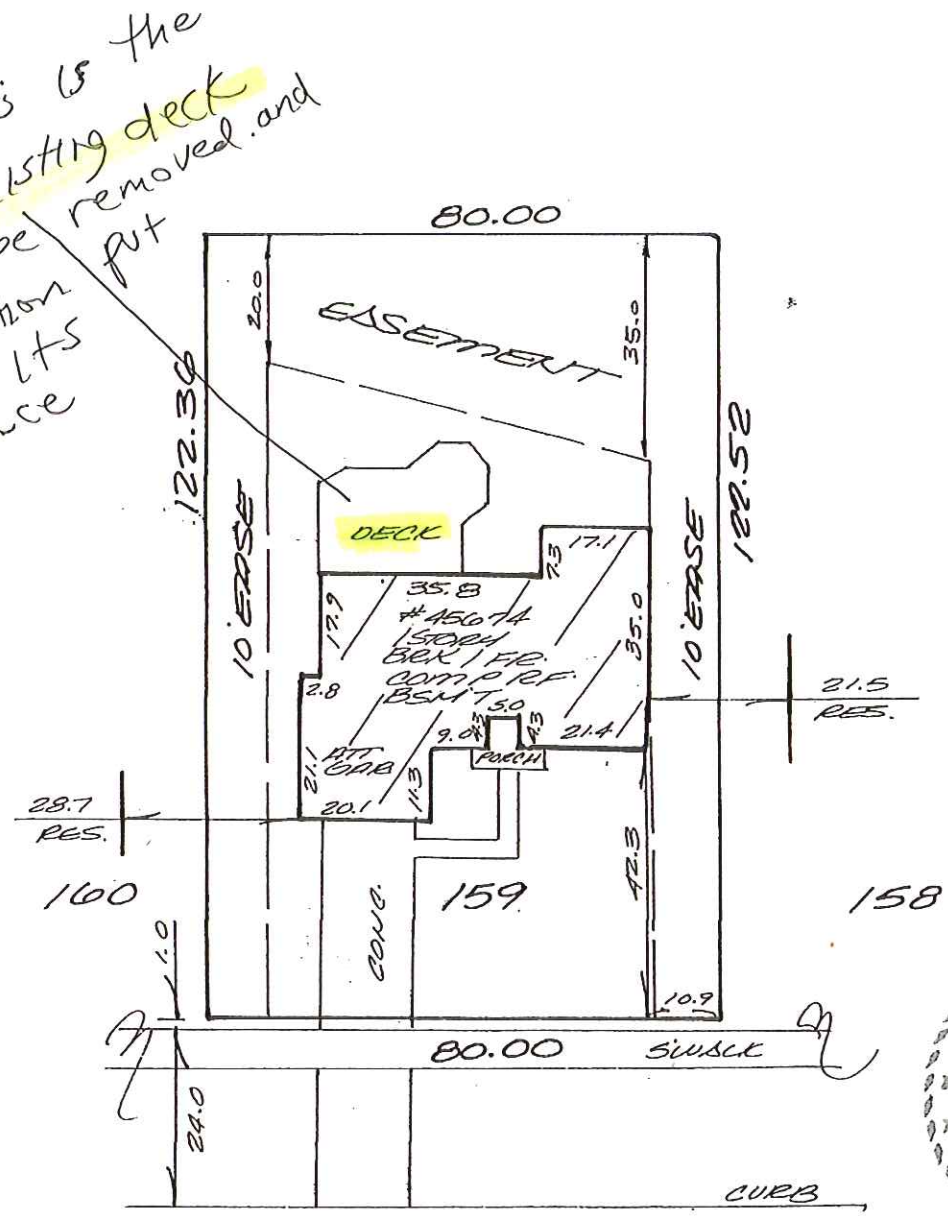 is the
deck
be removed and
put
its
80.00
20.0
EASEMENT
35.0
122.36
122.52
DECK
17.1
7.3
35.8
17.9
#45674
1 STORY
BRK / FR.
COMP RF.
BSMT
35.0
10' EASE
10' EASE
2.8
5.0
4.3
4.3
9.0
21.4
PORCH
21.5
RES.
ATT
GAR
21.1
20.1
11.3
28.7
RES.
42.3
160
159
158
CONC.
1.0
10.9
80.00
S'WALK
24.0
CURB